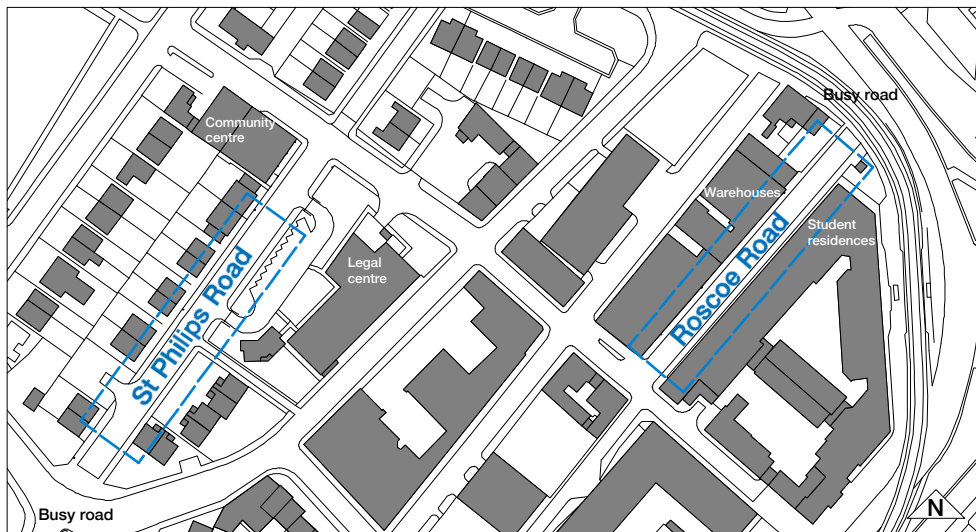 Busy road
Community
centre
Warehouses
Student
residences
Legal
centre
St Philips Road
Roscoe Road
Busy road
N